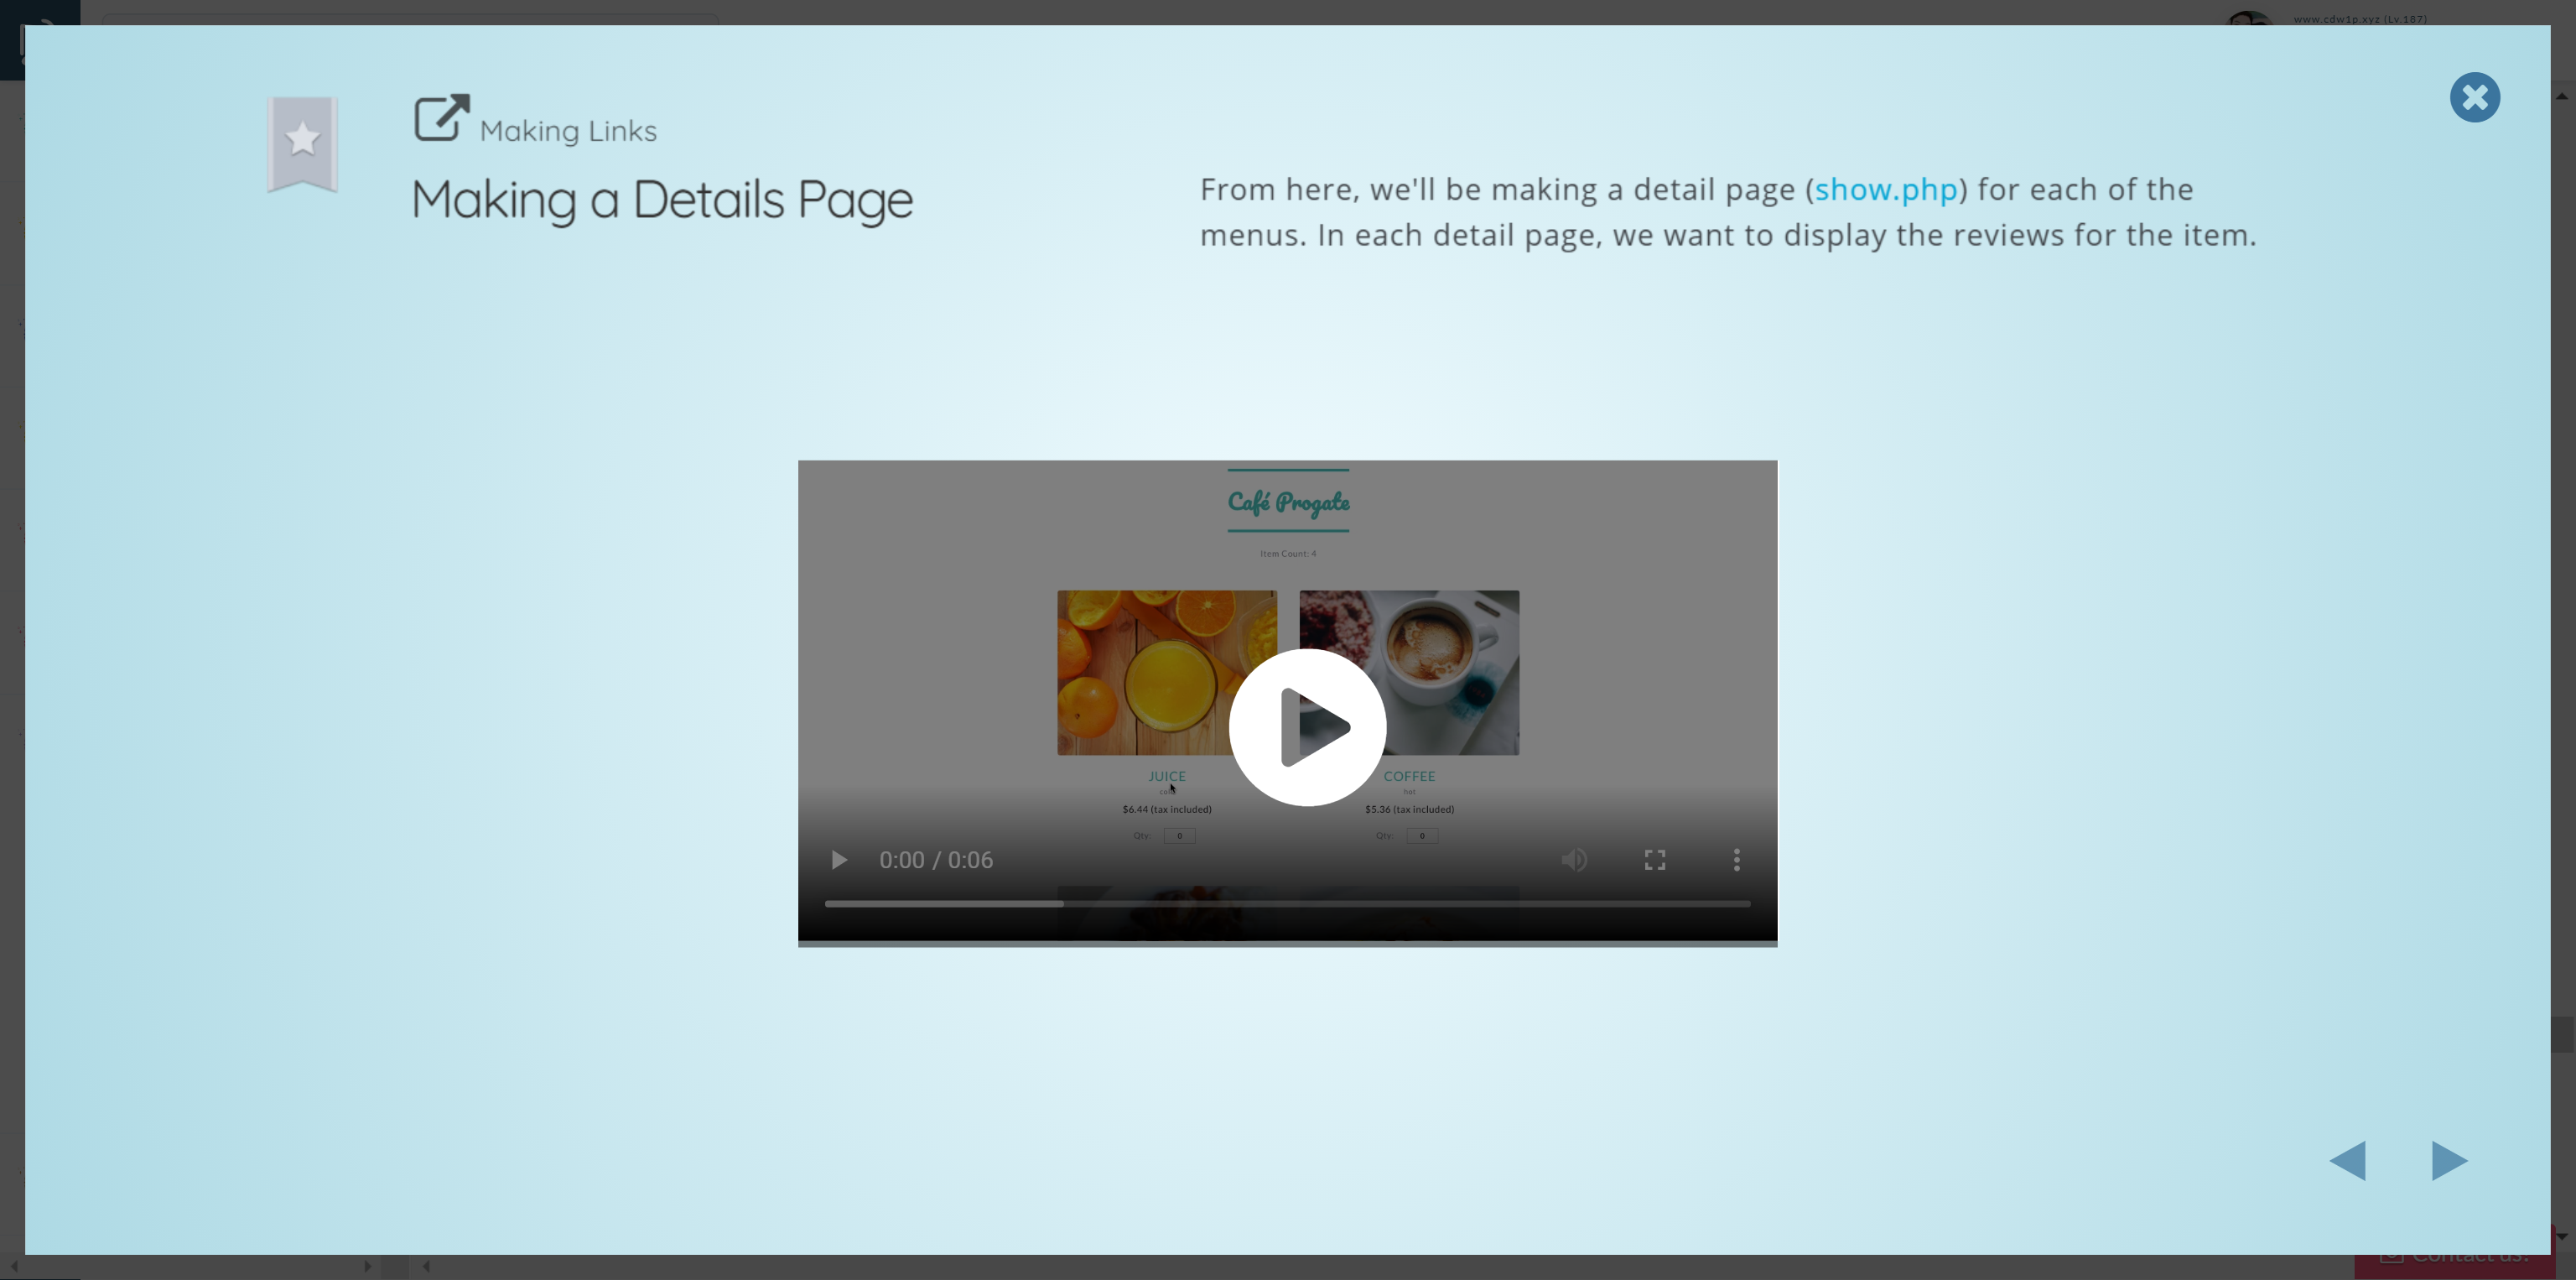 www.cdw1p.xyz (Lv.187)
Making Links
Making a Details Page
From here, we'll be making a detail page (show.php) for each of the
menus. In each detail page, we want to display the reviews for the item.
Café Progate
Item Count: 4
JUICE
COFFEE
hot
$6.44 (tax included)
$5.36 (tax included)
Qty: 0
Qty: 0
0:00 / 0:06
Contact us!